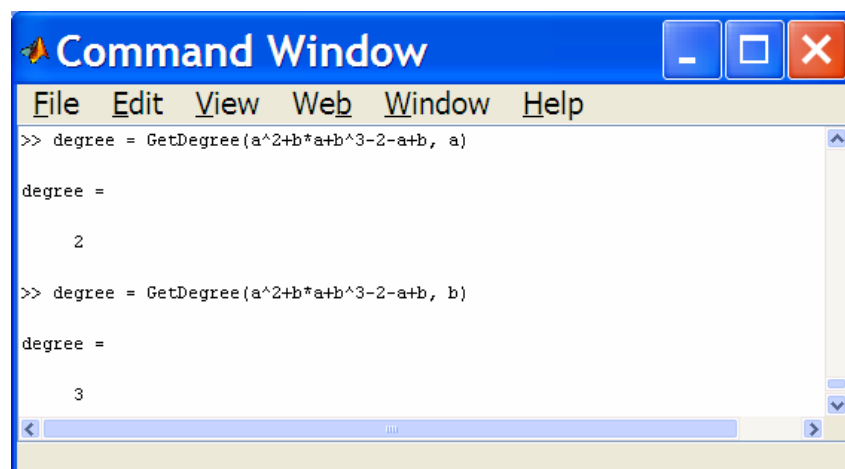 Command Window
File Edit View Web Window Help
>> degree = GetDegree(a^2+b*a+b^3-2-a+b, a)
degree =
2
>> degree = GetDegree(a^2+b*a+b^3-2-a+b, b)
degree =
3